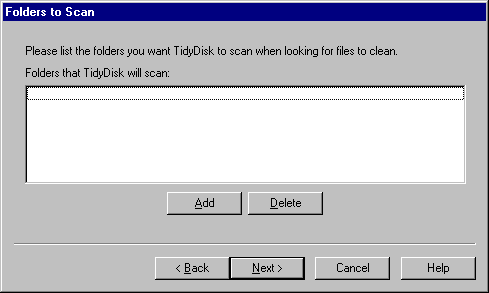 Folders to Scan
Please list the folders you want TidyDisk to scan when looking for files to clean.
Folders that TidyDisk will scan:
Add Delete
< Back Next > Cancel Help